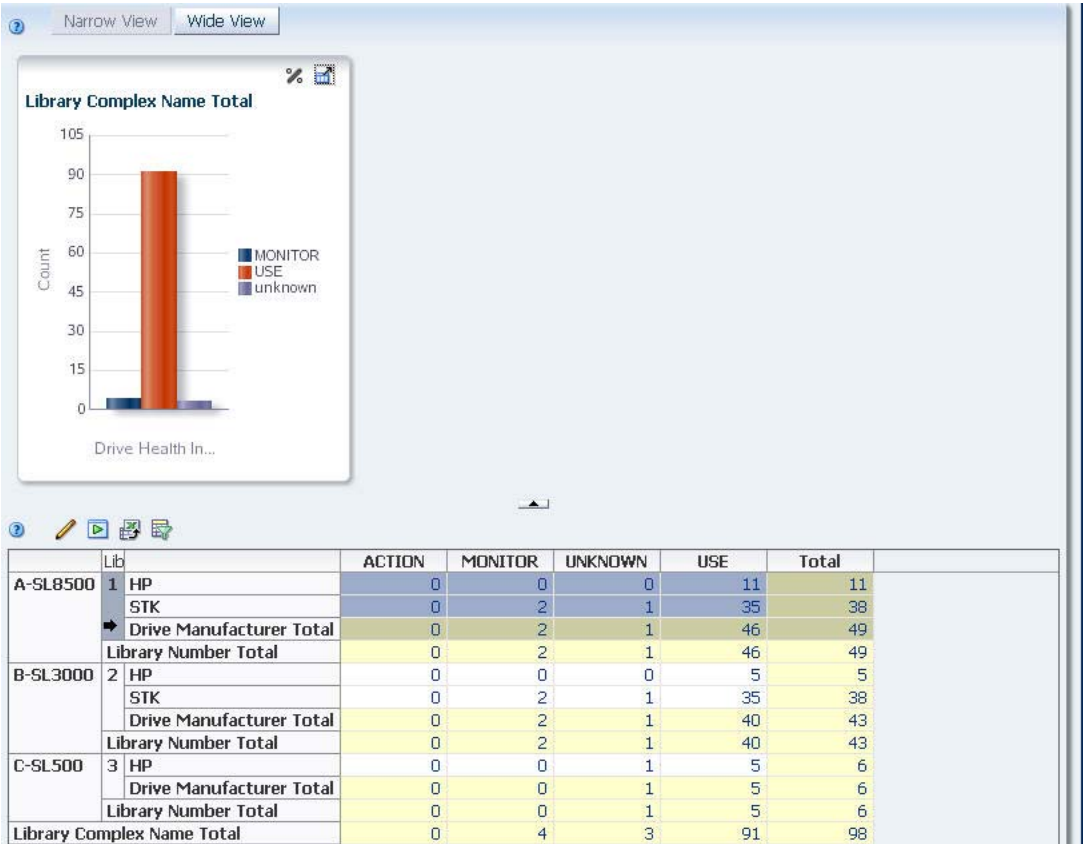 Narrow View Wide View
Library Complex Name Total
105
90
75
60
45
30
15
0
Count
MONITOR
USE
unknown
Drive Health In...
Lib ACTION MONITOR UNKNOWN USE Total
A-SL8500 1 HP 0 0 0 11 11
STK 0 2 1 35 38
Drive Manufacturer Total 0 2 1 46 49
Library Number Total 0 2 1 46 49
B-SL3000 2 HP 0 0 0 5 5
STK 0 2 1 35 38
Drive Manufacturer Total 0 2 1 40 43
Library Number Total 0 2 1 40 43
C-SL500 3 HP 0 0 1 5 6
Drive Manufacturer Total 0 0 1 5 6
Library Number Total 0 0 1 5 6
Library Complex Name Total 0 4 3 91 98